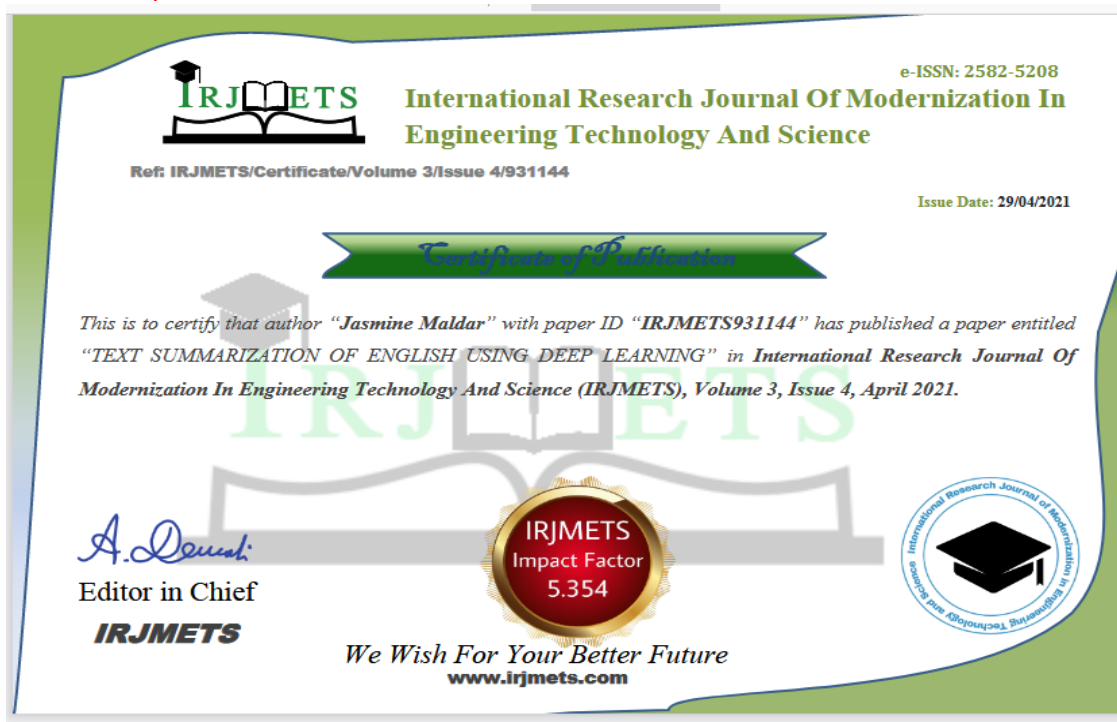 e-ISSN: 2582-5208
IRJMETS
International Research Journal Of Modernization In
Engineering Technology And Science
Ref: IRJMETS/Certificate/Volume 3/Issue 4/931144
Issue Date: 29/04/2021
Certificate of Publication
This is to certify that author “Jasmine Maldar” with paper ID “IRJMETS931144” has published a paper entitled
“TEXT SUMMARIZATION OF ENGLISH USING DEEP LEARNING” in International Research Journal Of
Modernization In Engineering Technology And Science (IRJMETS), Volume 3, Issue 4, April 2021.
IRJMETS
Editor in Chief
IRJMETS
IRJMETS
Impact Factor
5.354
International Research Journal of Modernization in Engineering Technology and Science
We Wish For Your Better Future
www.irjmets.com